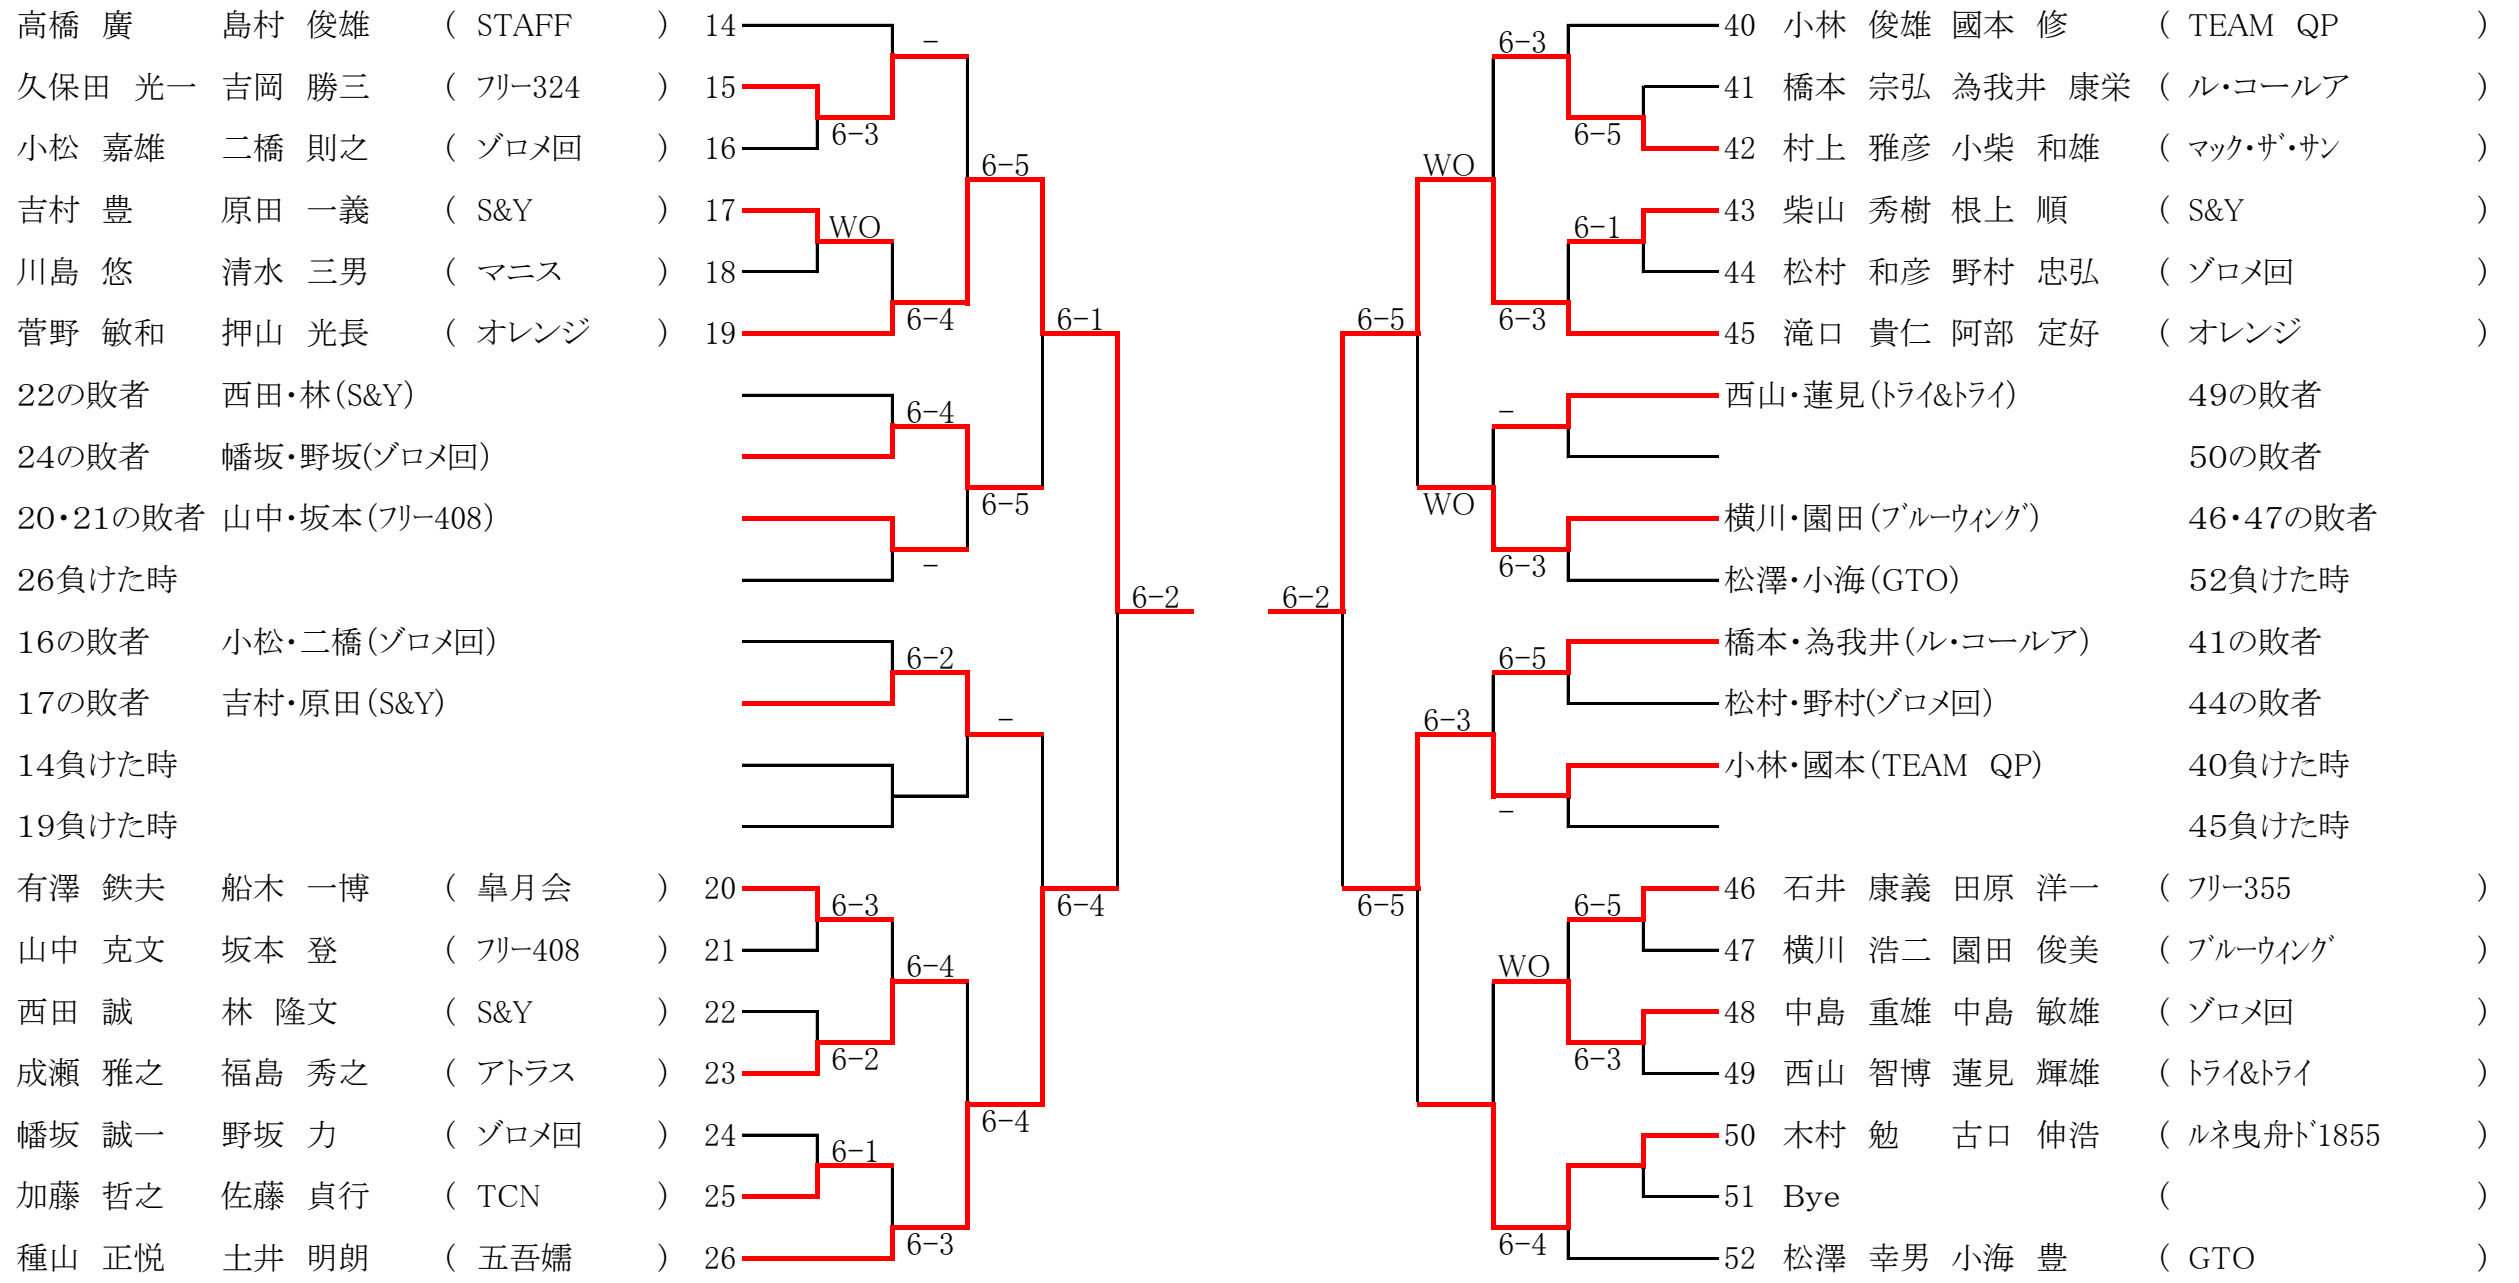 高橋 廣 島村 俊雄 ( STAFF ) 14
-
久保田 光一 吉岡 勝三 ( フリー324 ) 15
6-3
小松 嘉雄 二橋 則之 ( ゾロメ回 ) 16
6-5
吉村 豊 原田 一義 ( S&Y ) 17
WO
川島 悠 清水 三男 ( マニス ) 18
6-4
6-1
菅野 敏和 押山 光長 ( オレンジ ) 19
22の敗者 西田・林(S&Y)
6-4
24の敗者 幡坂・野坂(ゾロメ回)
6-5
20・21の敗者 山中・坂本(フリー408)
-
26負けた時
6-2
16の敗者 小松・二橋(ゾロメ回)
6-2
17の敗者 吉村・原田(S&Y)
-
14負けた時
19負けた時
有澤 鉄夫 船木 一博 ( 皐月会 ) 20
6-3
6-4
山中 克文 坂本 登 ( フリー408 ) 21
6-4
西田 誠 林 隆文 ( S&Y ) 22
6-2
成瀬 雅之 福島 秀之 ( アトラス ) 23
6-4
幡坂 誠一 野坂 力 ( ゾロメ回 ) 24
6-1
加藤 哲之 佐藤 貞行 ( TCN ) 25
6-3
種山 正悦 土井 明朗 ( 五吾嬬 ) 26
40 小林 俊雄 國本 修 ( TEAM QP )
6-3
41 橋本 宗弘 為我井 康栄 ( ル・コールア )
6-5
42 村上 雅彦 小柴 和雄 ( マック・ザ・サン )
WO
43 柴山 秀樹 根上 順 ( S&Y )
6-1
44 松村 和彦 野村 忠弘 ( ゾロメ回 )
6-5
6-3
45 滝口 貴仁 阿部 定好 ( オレンジ )
西山・蓮見(トライ&トライ) 49の敗者
-
50の敗者
WO
横川・園田(ブルーウィング) 46・47の敗者
6-3
松澤・小海(GTO) 52負けた時
6-2
橋本・為我井(ル・コールア) 41の敗者
6-5
松村・野村(ゾロメ回) 44の敗者
6-3
小林・國本(TEAM QP) 40負けた時
-
45負けた時
46 石井 康義 田原 洋一 ( フリー355 )
6-5
6-5
47 横川 浩二 園田 俊美 ( ブルーウィング )
WO
48 中島 重雄 中島 敏雄 ( ゾロメ回 )
6-3
49 西山 智博 蓮見 輝雄 ( トライ&トライ )
50 木村 勉 古口 伸浩 ( ルネ曳舟ド1855 )
51 Bye ( )
6-4
52 松澤 幸男 小海 豊 ( GTO )